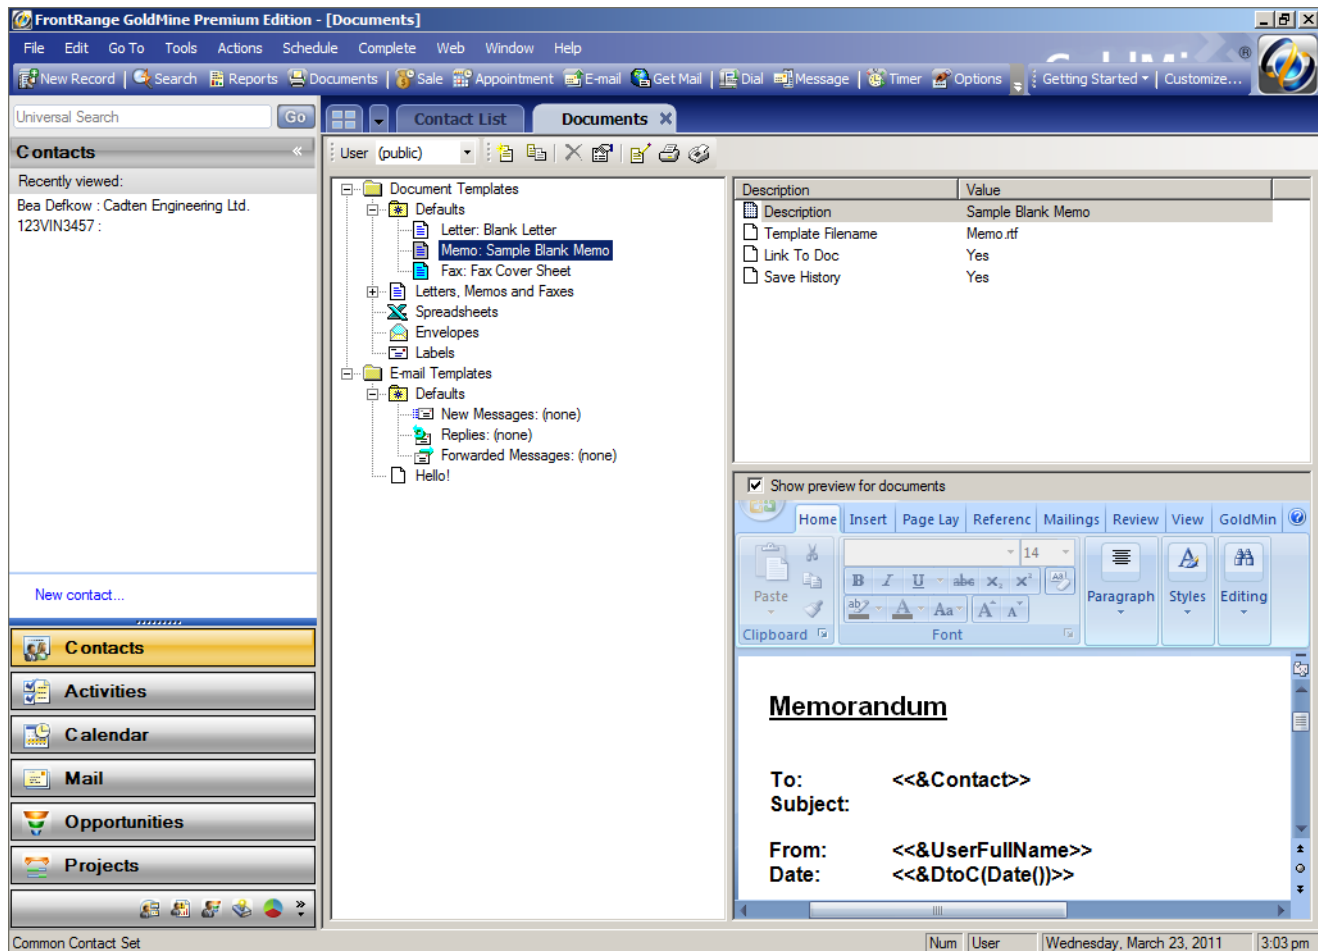 FrontRange GoldMine Premium Edition - [Documents]
File Edit Go To Tools Actions Schedule Complete Web Window Help
New Record | Search Reports Documents | Sale Appointment E-mail Get Mail | Dial Message | Timer Options Getting Started | Customize...
Universal Search Go Contact List Documents
Contacts
User (public)
Recently viewed:
Bea Defkow : Cadten Engineering Ltd.
123VIN3457 :
New contact...
Contacts
Activities
Calendar
Mail
Opportunities
Projects
Document Templates
Defaults
Letter: Blank Letter
Memo: Sample Blank Memo
Fax: Fax Cover Sheet
Letters, Memos and Faxes
Spreadsheets
Envelopes
Labels
E-mail Templates
Defaults
New Messages: (none)
Replies: (none)
Forwarded Messages: (none)
Hello!
Description Value
Description Sample Blank Memo
Template Filename Memo.rtf
Link To Doc Yes
Save History Yes
Show preview for documents
Home Insert Page Lay Referenc Mailings Review View GoldMin
14
B I U abc x₂ x²
Paste
Aa A A
Paragraph Styles Editing
Clipboard Font
Memorandum
To: <<&Contact>>
Subject:
From: <<&UserFullName>>
Date: <<&DtoC(Date())>>
Common Contact Set Num User Wednesday, March 23, 2011 3:03 pm